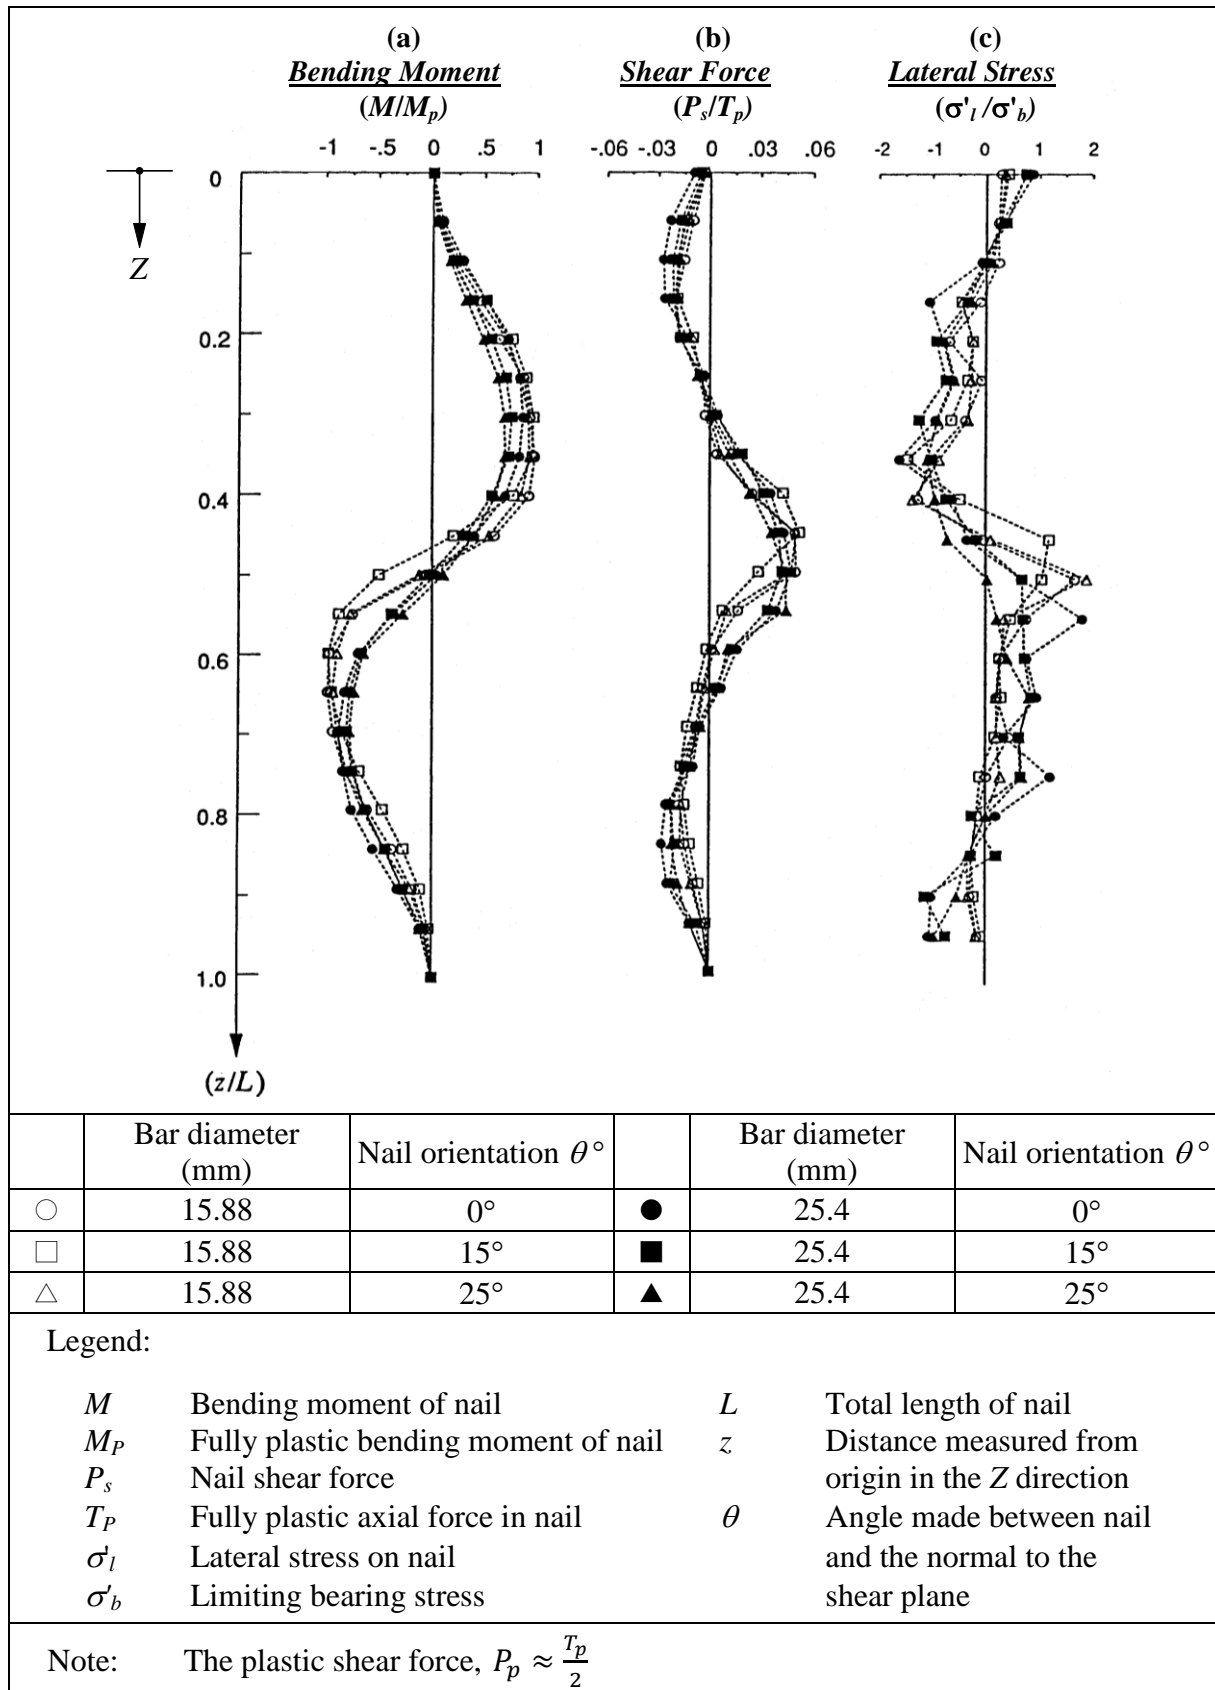 (a) (b) (c)
Bending Moment Shear Force Lateral Stress
(M/Mp) (Ps/Tp) (σ'l /σ'b)
-1 -.5 0 .5 1 -.06 -.03 0 .03 .06 -2 -1 0 1 2
0
Z
0.2
0.4
0.6
0.8
1.0
(z/L)
Bar diameter (mm) Nail orientation θ° Bar diameter (mm) Nail orientation θ°
○ 15.88 0° ● 25.4 0°
□ 15.88 15° ■ 25.4 15°
△ 15.88 25° ▲ 25.4 25°
Legend:
M Bending moment of nail L Total length of nail
MP Fully plastic bending moment of nail z Distance measured from
Ps Nail shear force origin in the Z direction
TP Fully plastic axial force in nail θ Angle made between nail
σ'l Lateral stress on nail and the normal to the
σ'b Limiting bearing stress shear plane
Note: The plastic shear force, Pp ≈ Tp/2